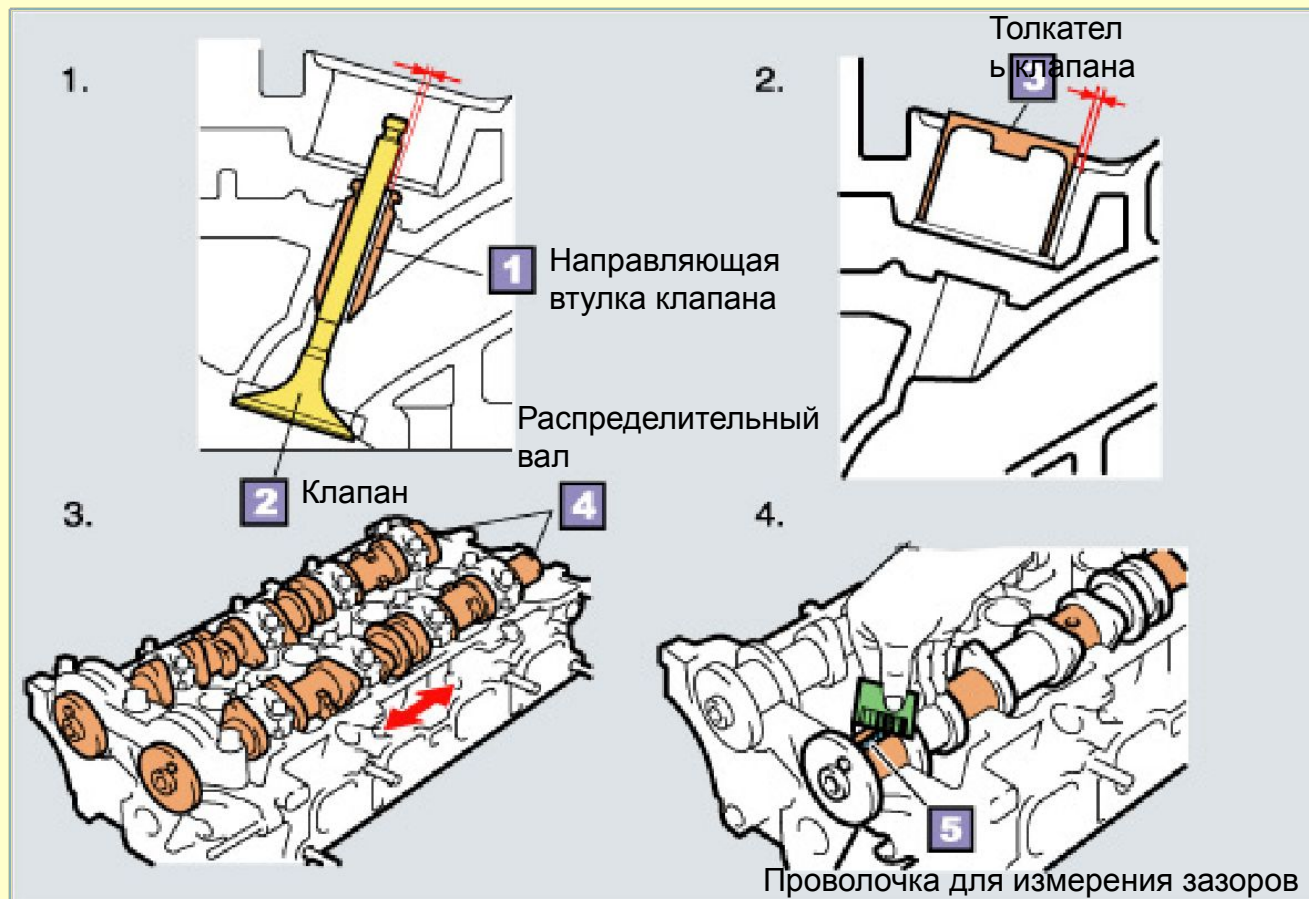 1.
2.
Толкател
ь клапана
3
1
Направляющая
втулка клапана
Распределительный
вал
2 Клапан
4
3.
4.
5
Проволочка для измерения зазоров